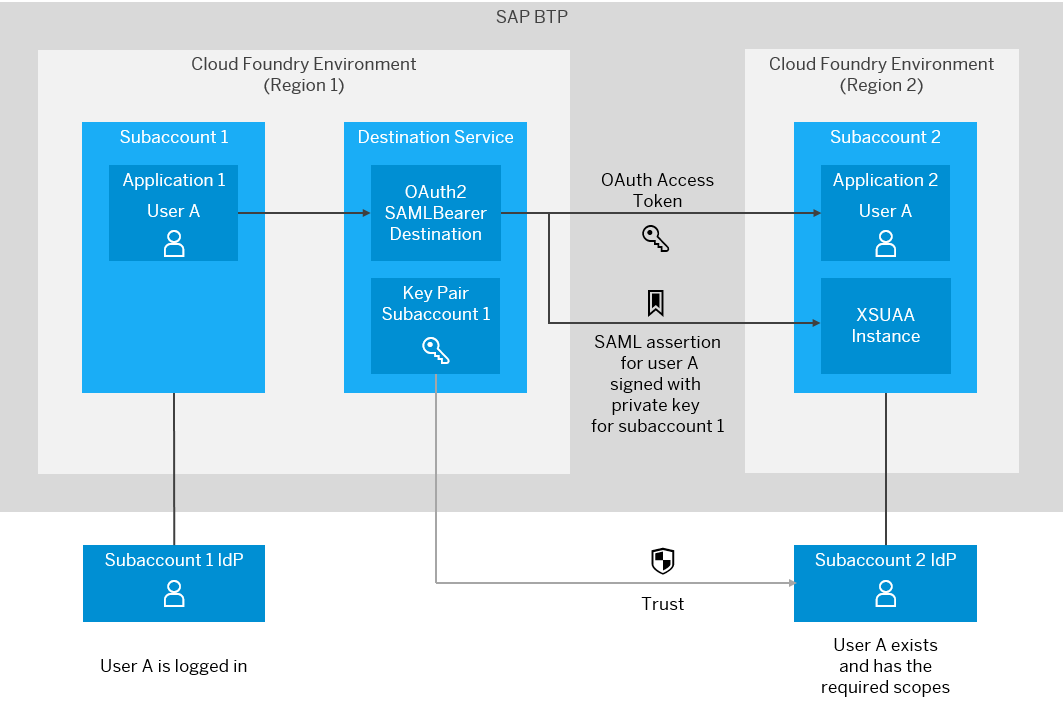 SAP BTP
Cloud Foundry Environment
(Region 1)
Subaccount 1
Application 1
User A
Destination Service
OAuth2
SAMLBearer
Destination
Key Pair
Subaccount 1
OAuth Access
Token
SAML assertion
for user A
signed with
private key
for subaccount 1
Cloud Foundry Environment
(Region 2)
Subaccount 2
Application 2
User A
XSUAA
Instance
Subaccount 1 IdP
User A is logged in
Trust
Subaccount 2 IdP
User A exists
and has the
required scopes